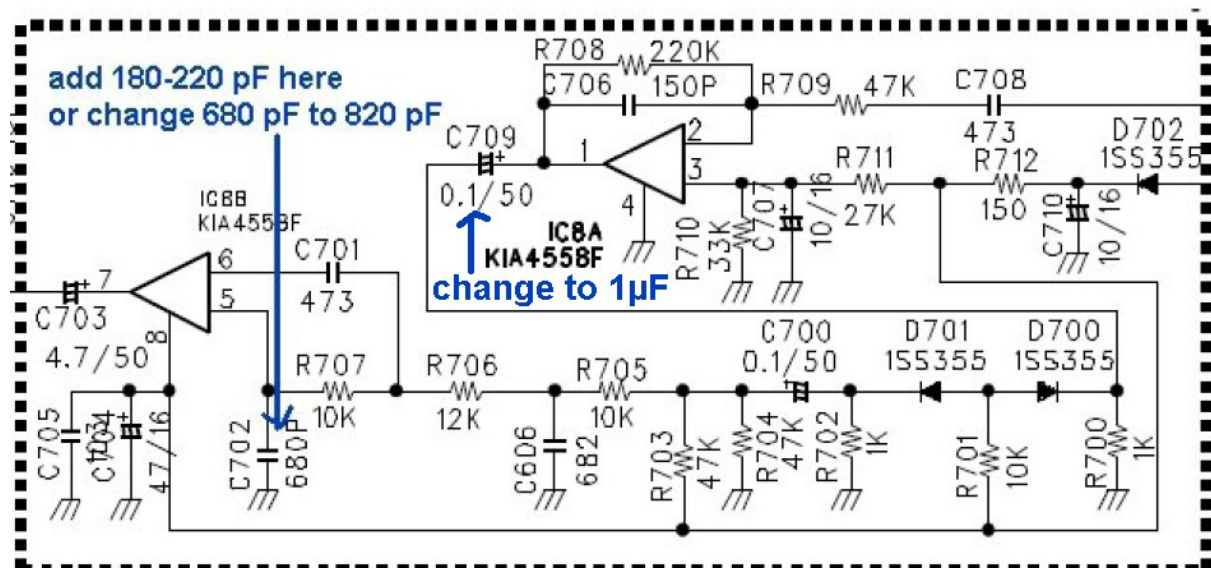 add 180-220 pF here
or change 680 pF to 820 pF
R708
220K
C706
150P
R709
47K
C708
473
D702
1SS355
C709
0.1/50
1
2
3
4
R711
27K
R712
150
C707
10/16
R710
33K
C710
10/16
IC8A
KIA4558F
change to 1µF
IC8B
KIA4558F
C701
473
7
6
5
8
C703
4.7/50
R707
10K
R706
12K
R705
10K
C700
0.1/50
D701
1SS355
D700
1SS355
C705
47/16
C702
680P
C606
682
R703
47K
R704
47K
R702
1K
R701
10K
R700
1K